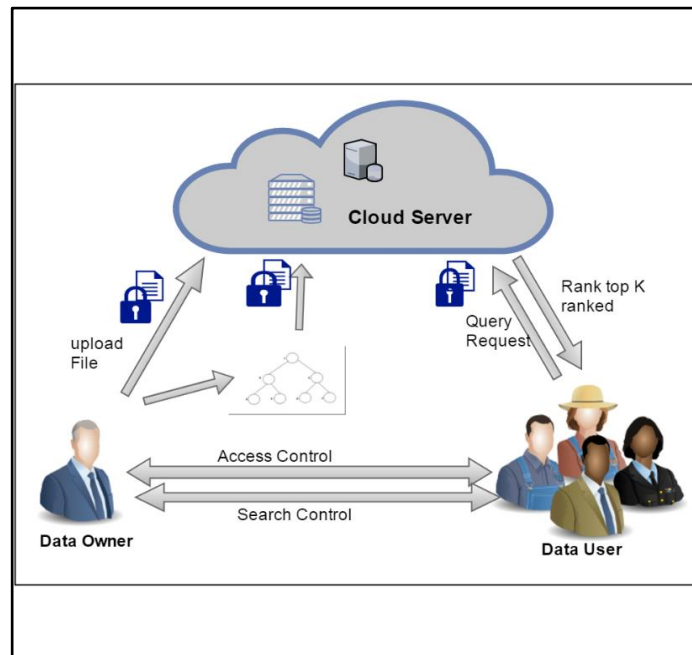 Cloud Server
upload
File
Query
Request
Rank top K
ranked
Access Control
Search Control
Data Owner
Data User